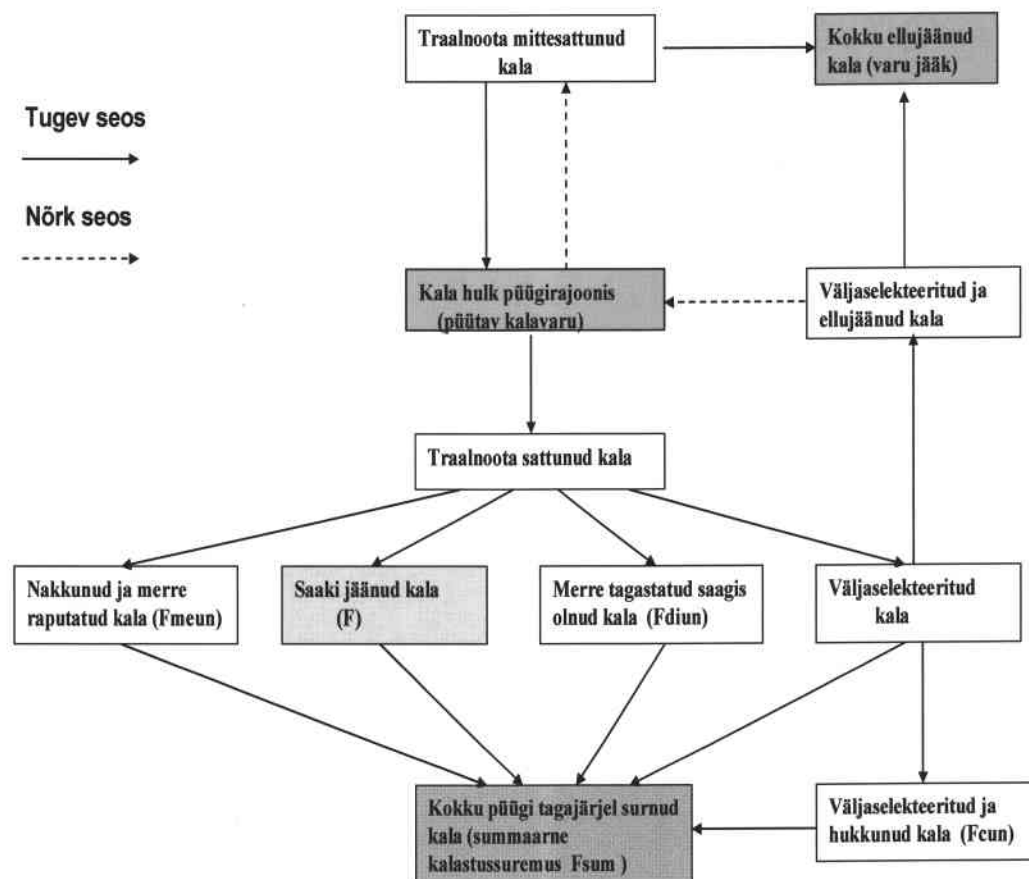 Traalnoota mittesattunud
kala
Kokku ellujäänud
kala (varu jääk)
Tugev seos
Nõrk seos
Kala hulk püügirajoonis
(püütav kalavaru)
Väljaselekteeritud ja
ellujäänud kala
Traalnoota sattunud kala
Nakkunud ja merre
raputatud kala (Fmeun)
Saaki jäänud kala
(F)
Merre tagastatud saagis
olnud kala (Fdiun)
Väljaselekteeritud
kala
Kokku püügi tagajärjel surnud
kala (summaarne
kalastussuremus Fsum )
Väljaselekteeritud ja
hukkunud kala (Fcun)